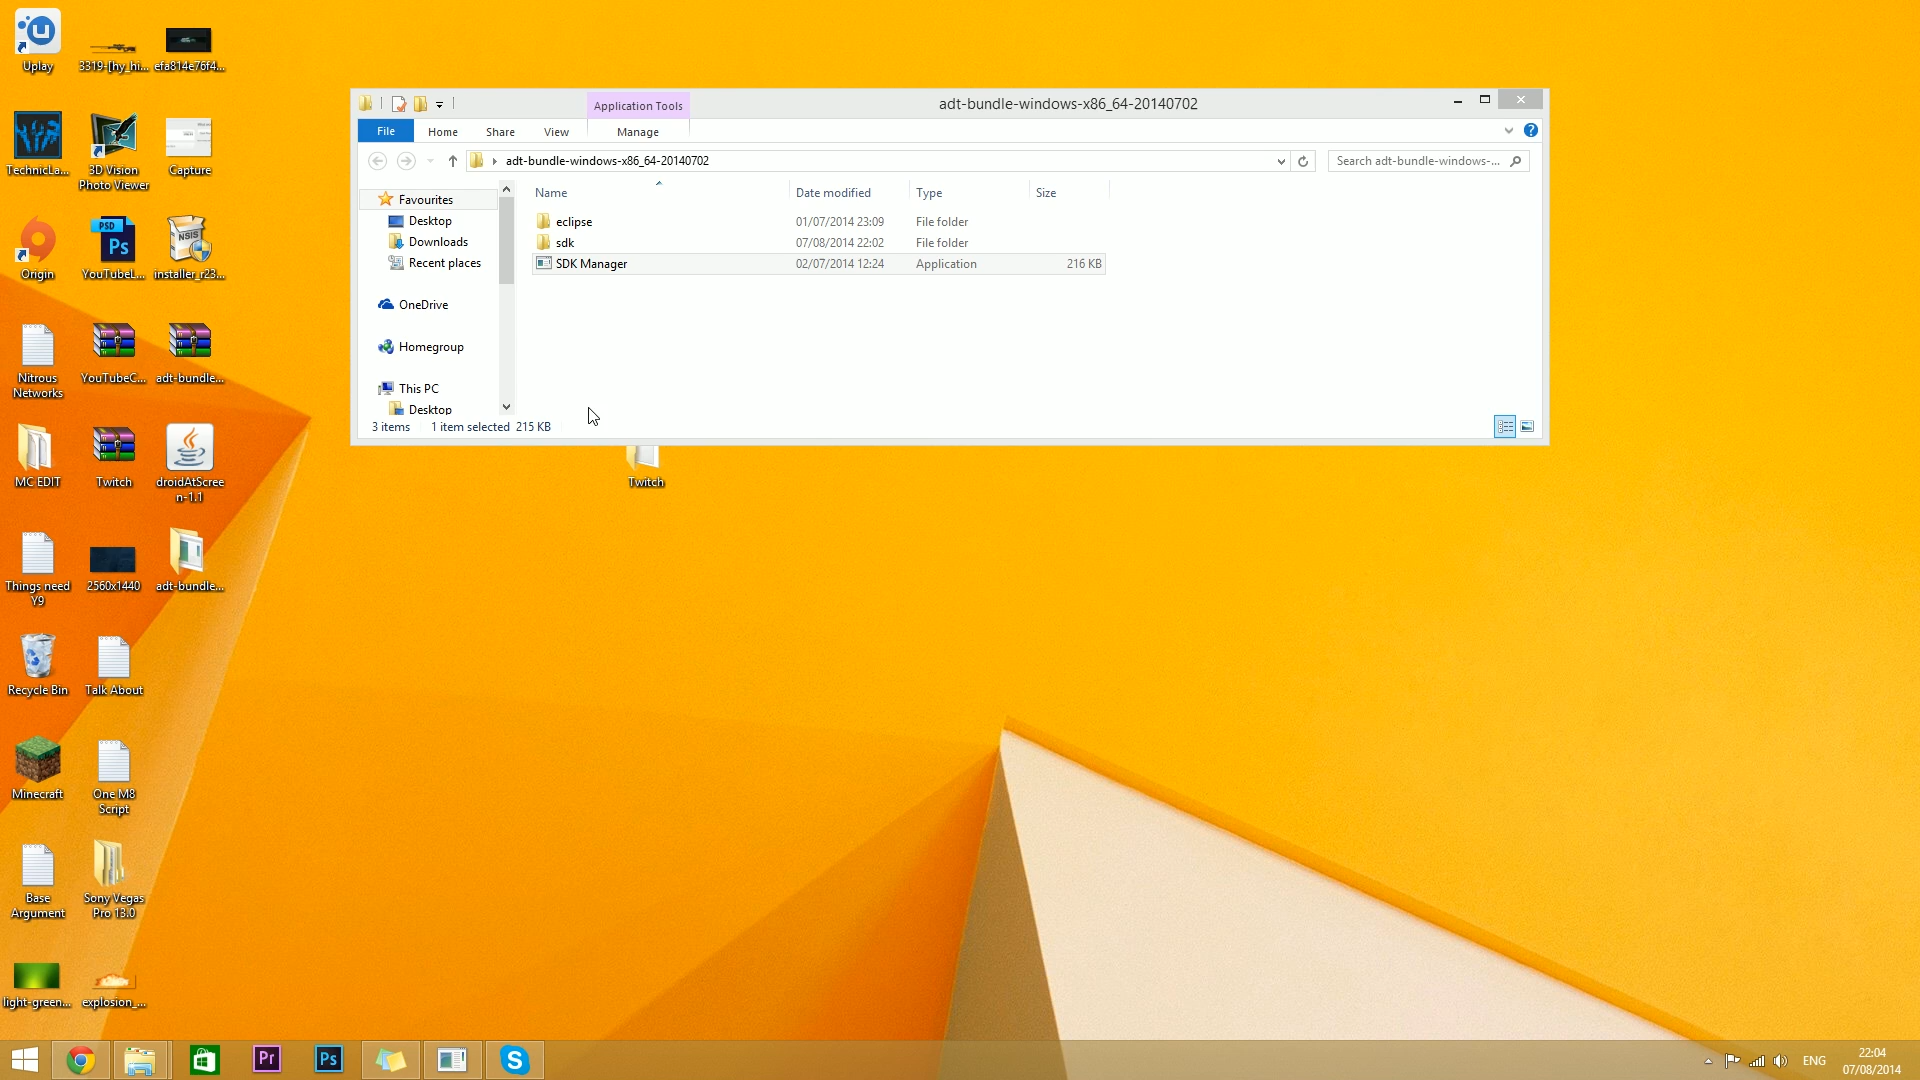 Uplay
3319-[hy_hi...
efa814e76f4...
TechnicLa...
3D Vision
Photo Viewer
Capture
Origin
PSD
Ps
YouTubeL...
NSIS
installer_r23...
Nitrous
Networks
YouTubeC...
adt-bundle...
MC EDIT
Twitch
droidAtScree
n-1.1
Things need
Y9
2560x1440
adt-bundle...
Recycle Bin
Talk About
Minecraft
One M8
Script
Base
Argument
Sony Vegas
Pro 13.0
light-green...
explosion_...
Application Tools
adt-bundle-windows-x86_64-20140702
File
Home
Share
View
Manage
adt-bundle-windows-x86_64-20140702
Search adt-bundle-windows-...
Favourites
Desktop
Downloads
Recent places
OneDrive
Homegroup
This PC
Desktop
Name
Date modified
Type
Size
eclipse
01/07/2014 23:09
File folder
sdk
07/08/2014 22:02
File folder
SDK Manager
02/07/2014 12:24
Application
216 KB
3 items
1 item selected 215 KB
Twitch
Pr
Ps
ENG
22:04
07/08/2014